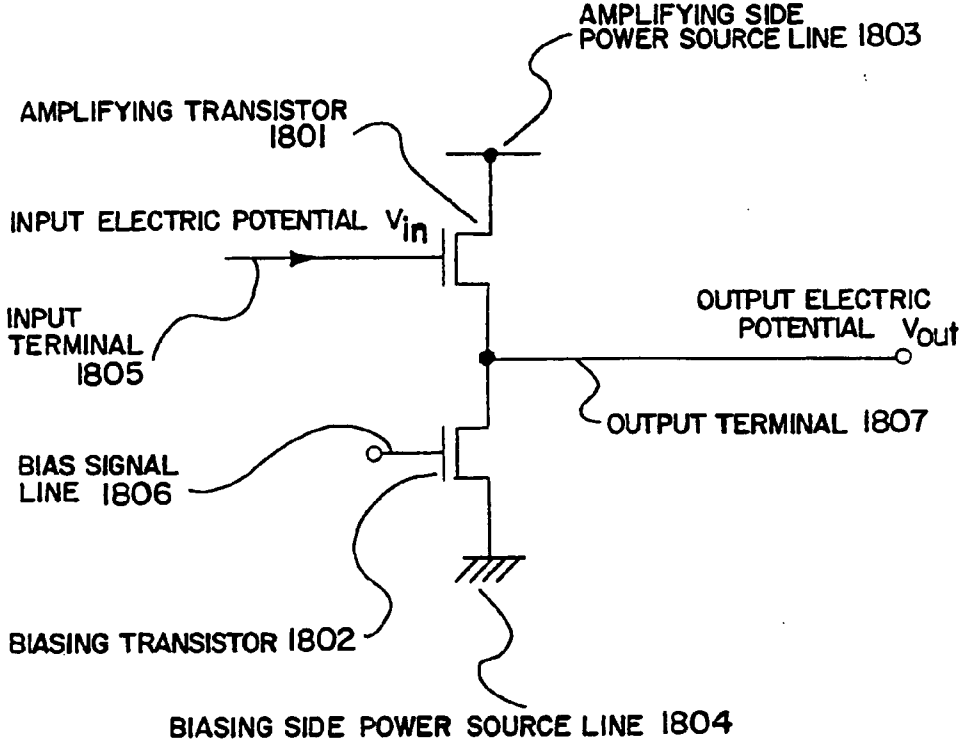 AMPLIFYING SIDE
POWER SOURCE LINE 1803
AMPLIFYING TRANSISTOR
1801
INPUT ELECTRIC POTENTIAL Vin
INPUT
TERMINAL
1805
OUTPUT ELECTRIC
POTENTIAL Vout
OUTPUT TERMINAL 1807
BIAS SIGNAL
LINE 1806
BIASING TRANSISTOR 1802
BIASING SIDE POWER SOURCE LINE 1804